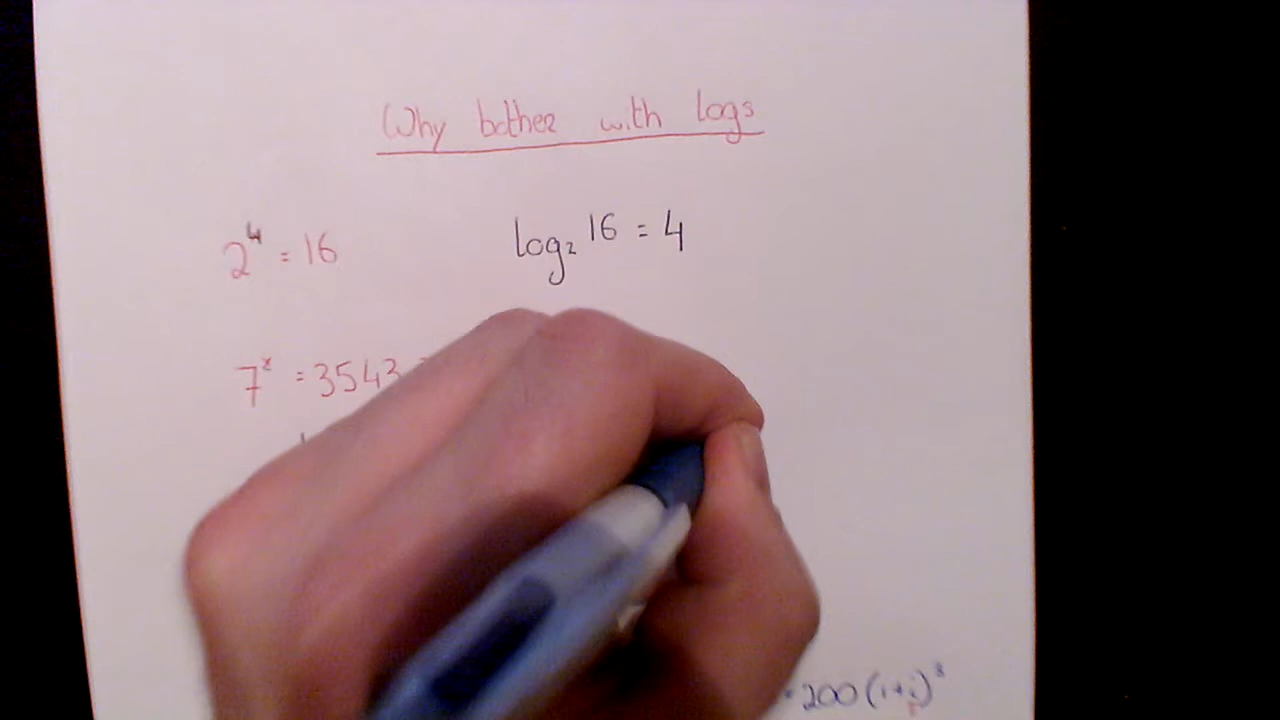 Why bother with logs
2⁴ = 16 log₂ 16 = 4
7ˣ = 3543
200(1+i)³